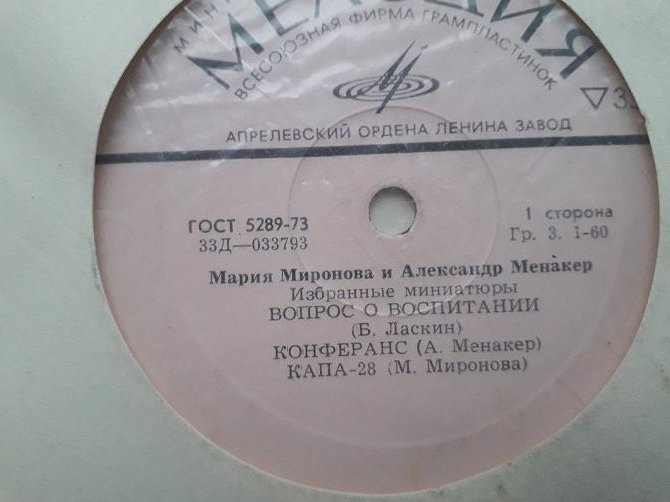 МЕЛОДИЯ
ВСЕСОЮЗНАЯ ФИРМА ГРАМПЛАСТИНОК
АПРЕЛЕВСКИЙ ОРДЕНА ЛЕНИНА ЗАВОД
ГОСТ 5289-73
33Д—033793
1 сторона
Гр. 3. 1-60
Мария Миронова и Александр Менакер
Избранные миниатюры
ВОПРОС О ВОСПИТАНИИ
(Б. Ласкин)
КОНФЕРАНС (А. Менакер)
КАПА-28 (М. Миронова)